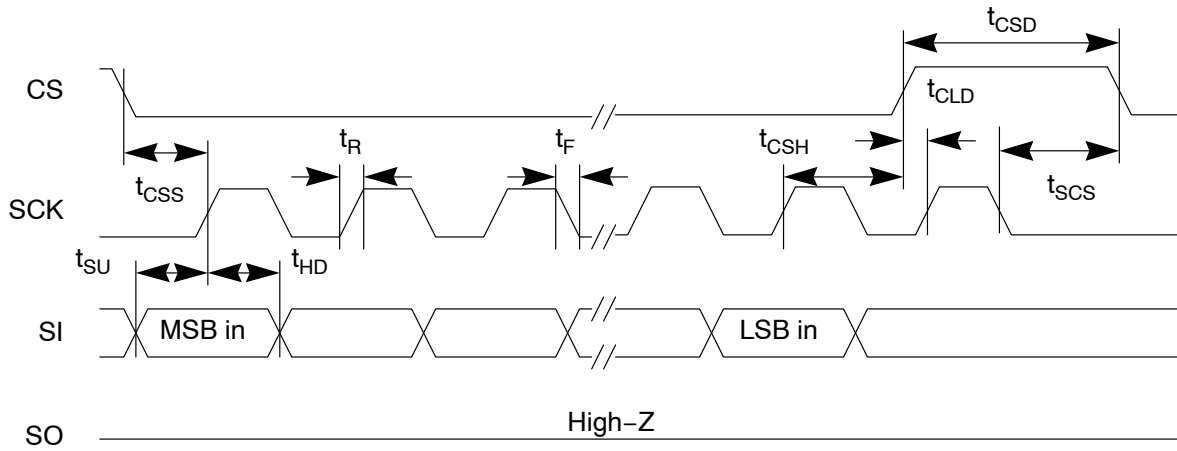 tCSD
CS
tCLD
tR
tF
tCSH
tCSS
tSCS
SCK
tSU
tHD
SI
MSB in
LSB in
High−Z
SO